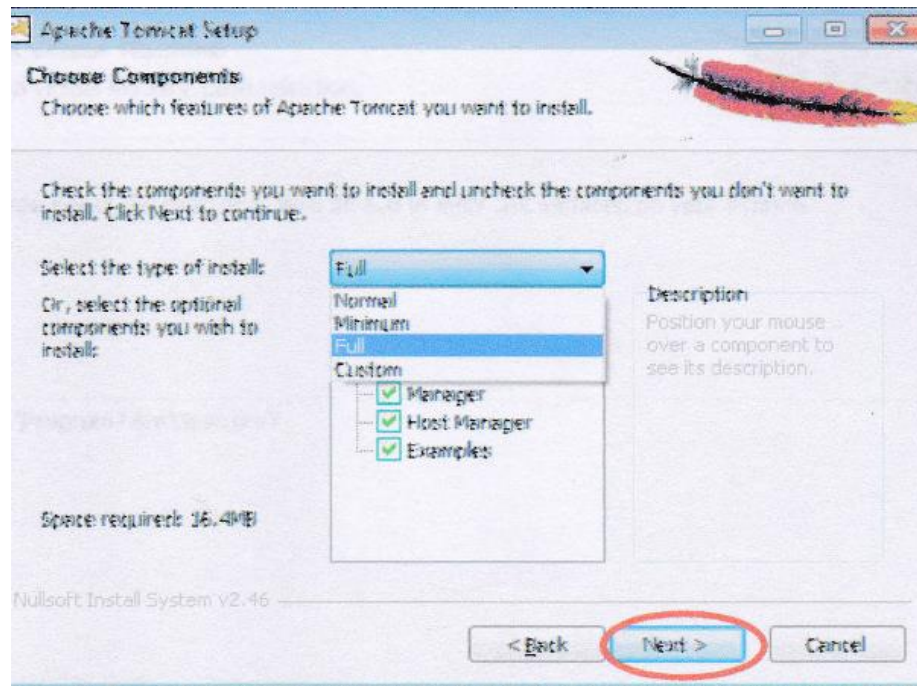 Apache Tomcat Setup
Choose Components
Choose which features of Apache Tomcat you want to install.
Check the components you want to install and uncheck the components you don't want to
install. Click Next to continue.
Select the type of install:
Full
Or, select the optional
components you wish to
install:
Normal
Minimum
Full
Custom
Manager
Host Manager
Examples
Description
Position your mouse
over a component to
see its description.
Space required: 16.4MB
Nullsoft Install System v2.46
< Back
Next >
Cancel